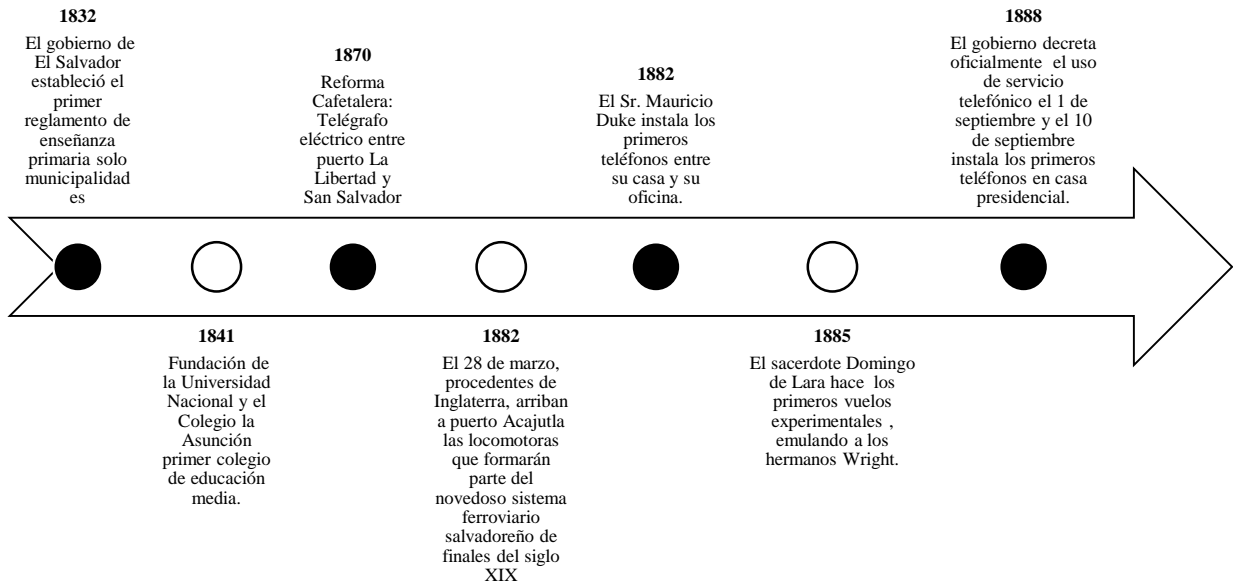 1832
El gobierno de
El Salvador
estableció el
primer
reglamento de
enseñanza
primaria solo
municipalidad
es
1841
Fundación de
la Universidad
Nacional y el
Colegio la
Asunción
primer colegio
de educación
media.
1870
Reforma
Cafetalera:
Telégrafo
eléctrico entre
puerto La
Libertad y
San Salvador
1882
El 28 de marzo,
procedentes de
Inglaterra, arriban
a puerto Acajutla
las locomotoras
que formarán
parte del
novedoso sistema
ferroviario
salvadoreño de
finales del siglo
XIX
1882
El Sr. Mauricio
Duke instala los
primeros
teléfonos entre
su casa y su
oficina.
1885
El sacerdote Domingo
de Lara hace  los
primeros vuelos
experimentales ,
emulando a los
hermanos Wright.
1888
El gobierno decreta
oficialmente  el uso
de servicio
telefónico el 1 de
septiembre y el 10
de septiembre
instala los primeros
teléfonos en casa
presidencial.